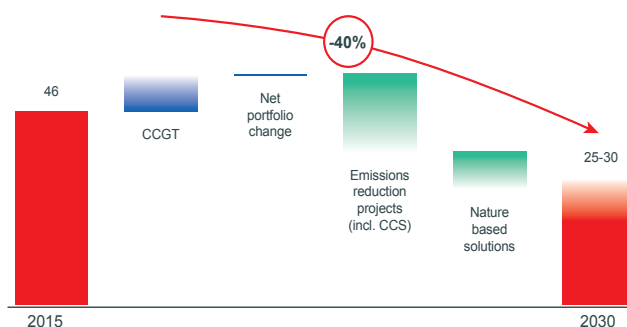 -40%
46
CCGT
Net
portfolio
change
Emissions
reduction
projects
(incl. CCS)
Nature
based
solutions
25-30
2015
2030